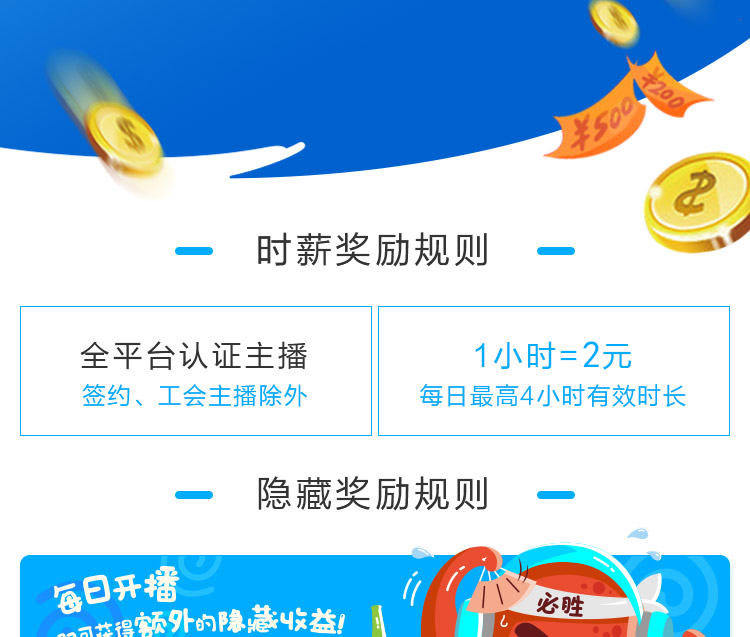 ¥200
¥500
时薪奖励规则
全平台认证主播
签约、工会主播除外
1小时=2元
每日最高4小时有效时长
隐藏奖励规则
每日开播
即可获得额外的隐藏收益!
必胜